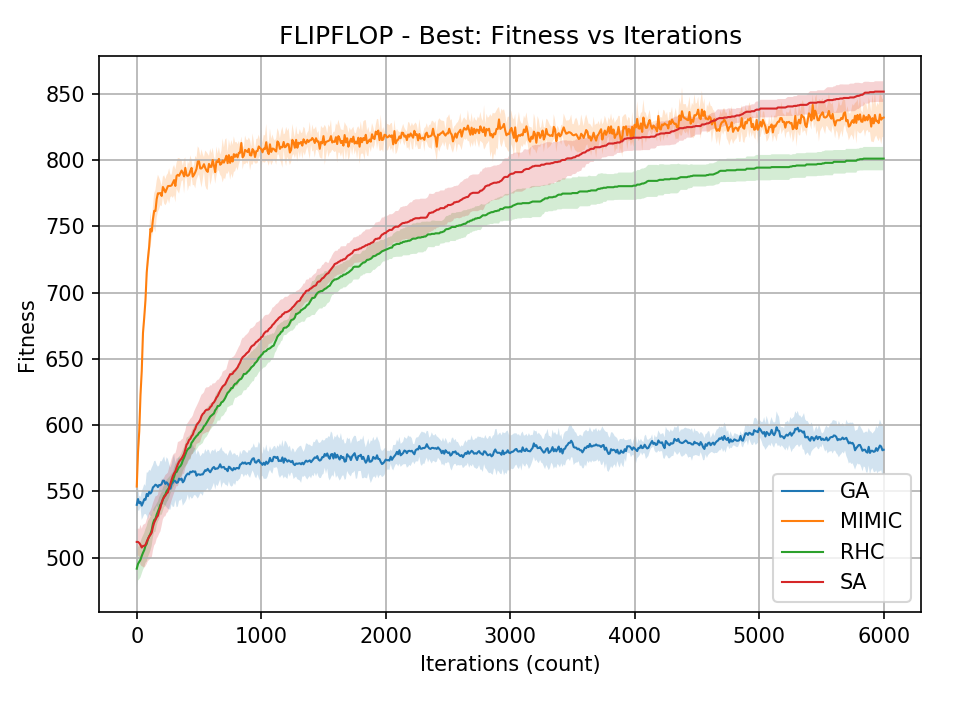 FLIPFLOP - Best: Fitness vs Iterations
850
800
750
700
650
600
550
500
Fitness
0 1000 2000 3000 4000 5000 6000
Iterations (count)
GA
MIMIC
RHC
SA